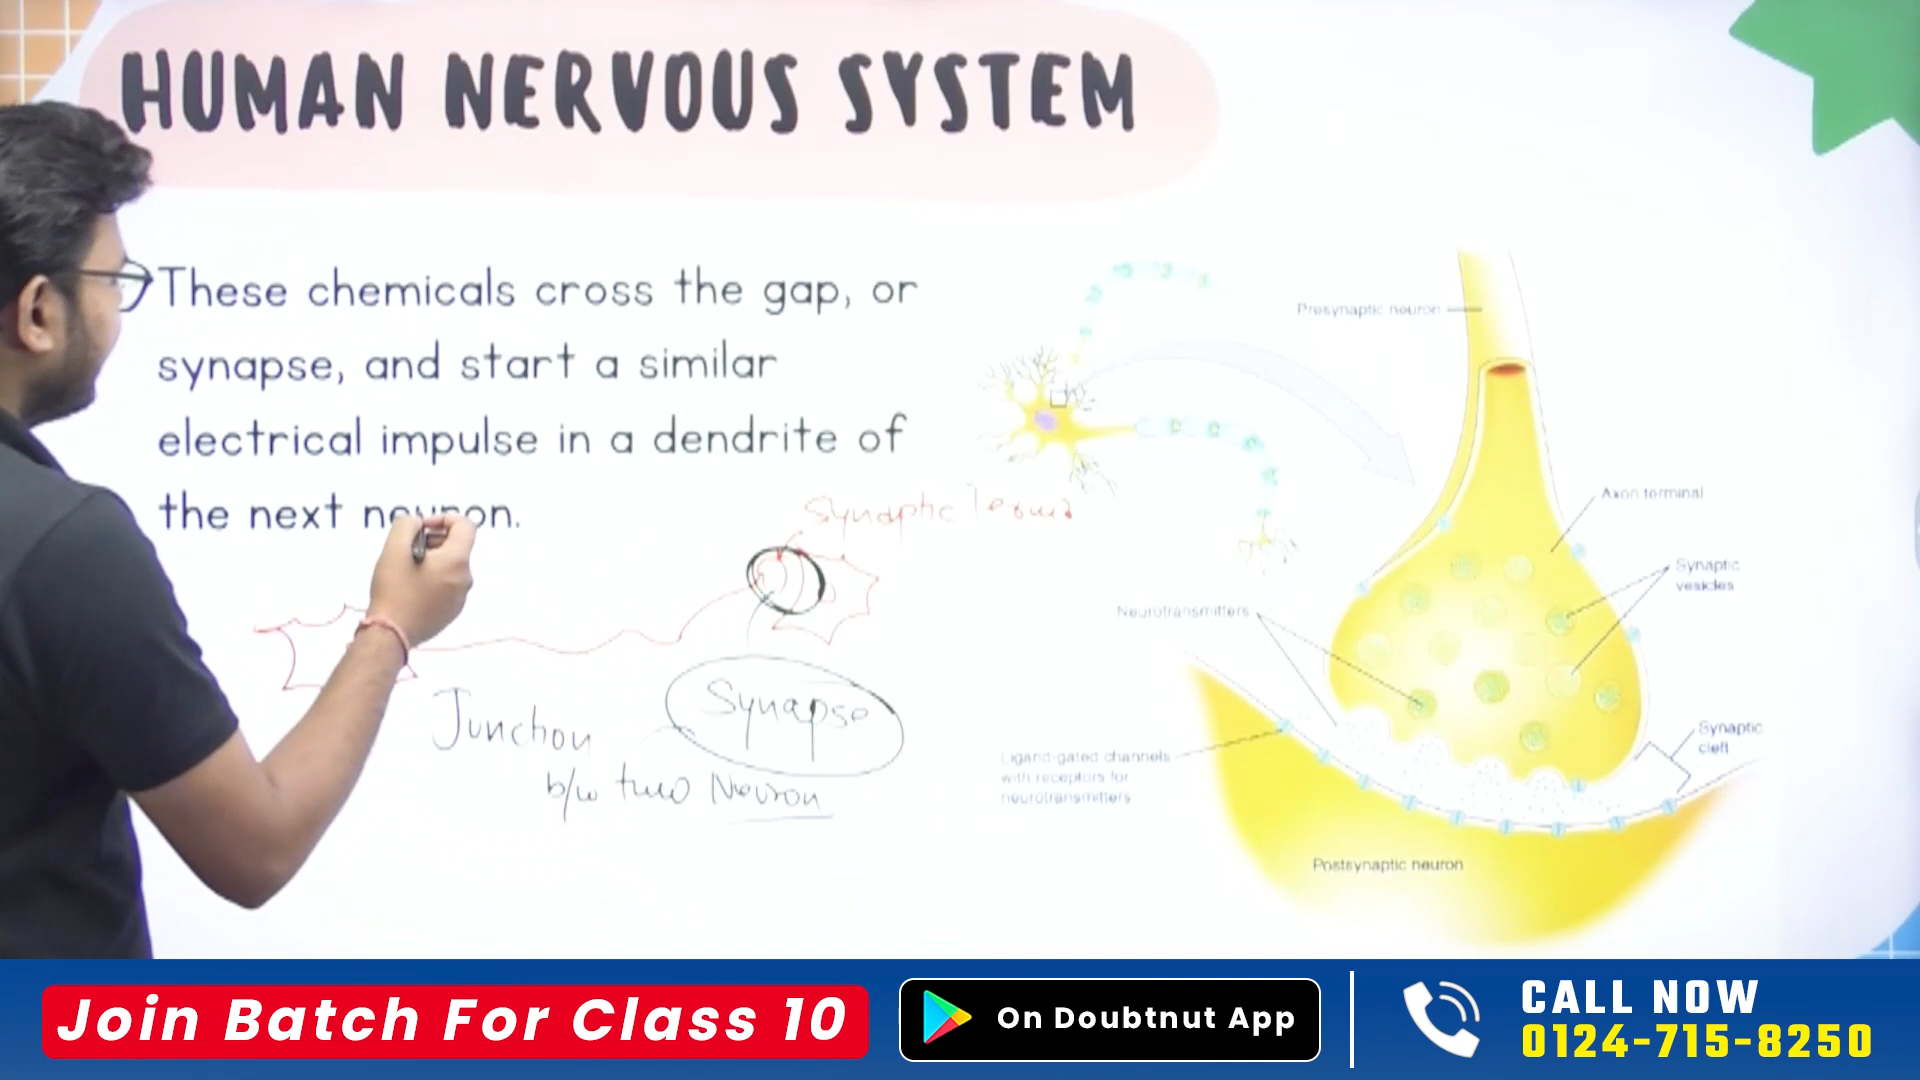 HUMAN NERVOUS SYSTEM
These chemicals cross the gap, or
synapse, and start a similar
electrical impulse in a dendrite of
the next neuron.
Synaptic
Synapse
Junction
b/w two Neuron
Presynaptic neuron
Axon terminal
Synaptic
vesicles
Neurotransmitters
Synaptic
cleft
Ligand-gated channels
with receptors for
neurotransmitters
Postsynaptic neuron
Join Batch For Class 10
On Doubtnut App
CALL NOW
0124-715-8250